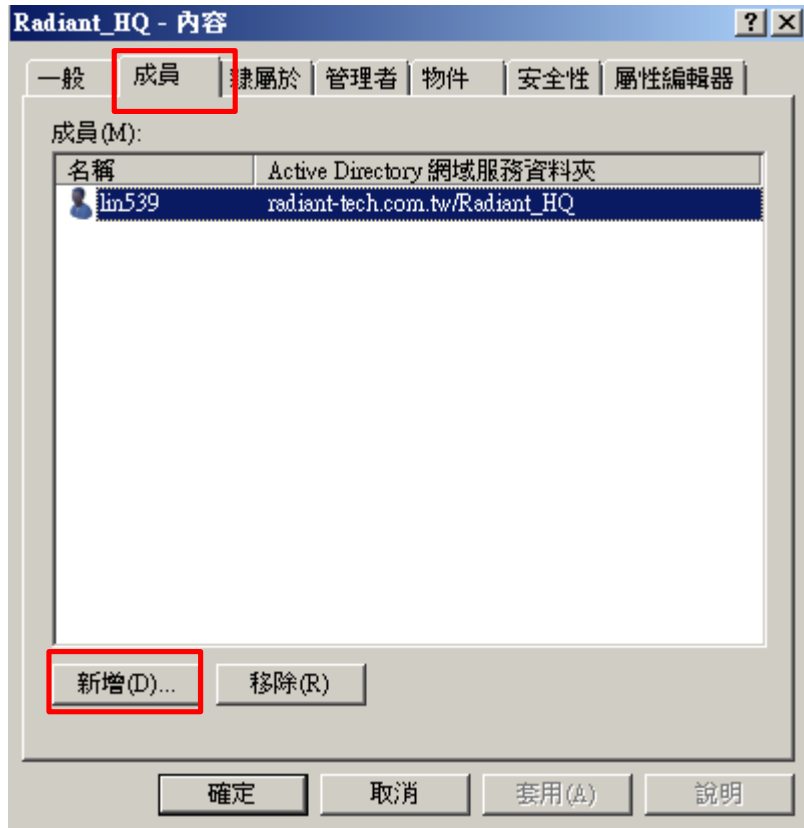 Radiant_HQ - 內容
一般 成員 隸屬於 管理者 物件 安全性 屬性編輯器
成員(M):
名稱 Active Directory 網域服務資料夾
lin539 radiant-tech.com.tw/Radiant_HQ
新增(D)... 移除(R)
確定 取消 套用(A) 說明